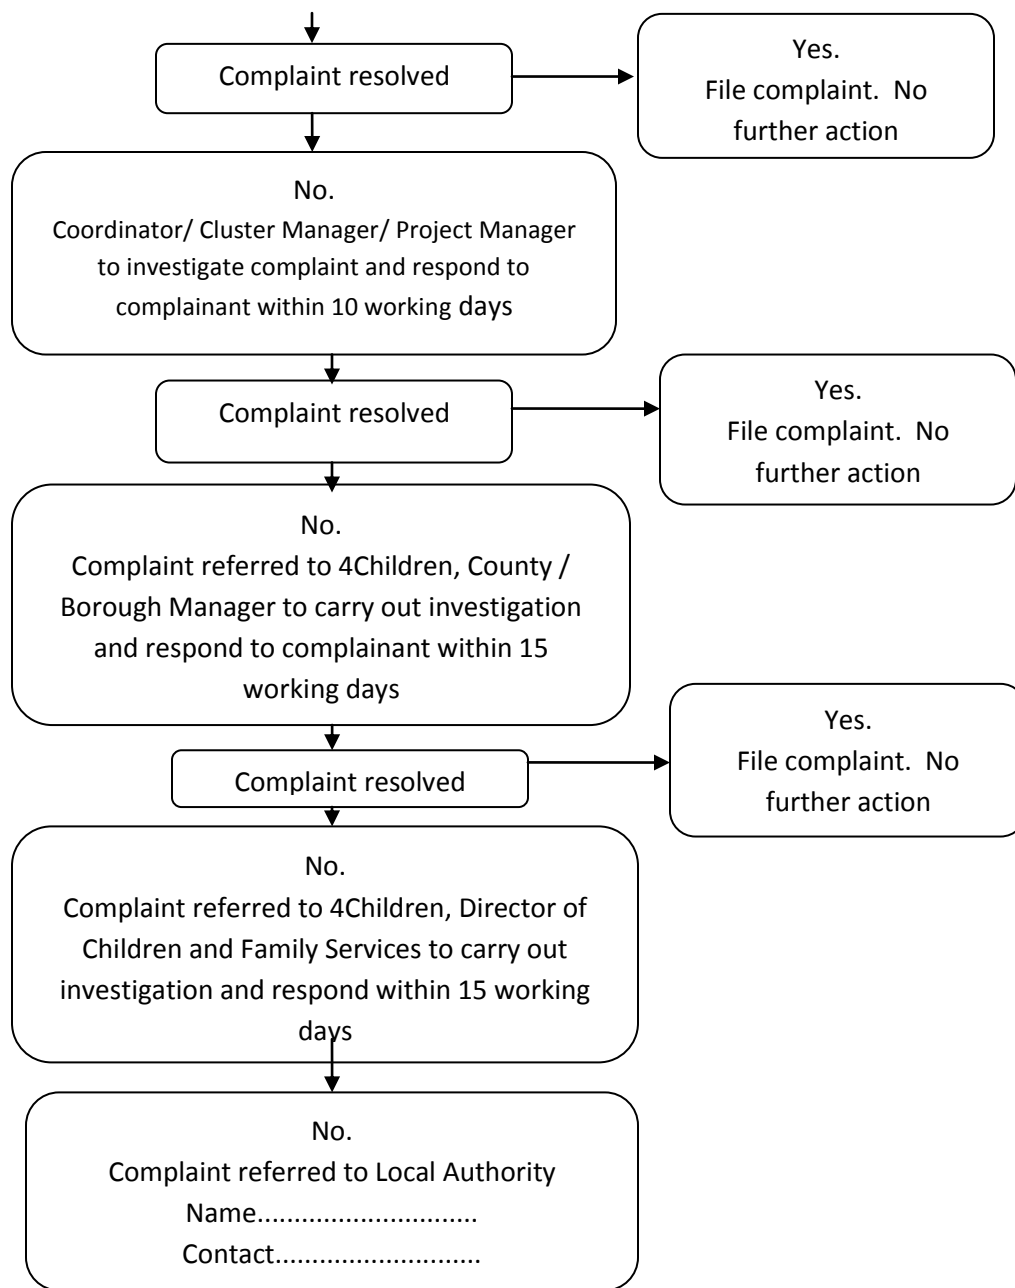 Complaint resolved
Yes.
File complaint.  No
further action
No.
Coordinator/ Cluster Manager/ Project Manager
to investigate complaint and respond to
complainant within 10 working days
Complaint resolved
Yes.
File complaint.  No
further action
No.
Complaint referred to 4Children, County /
Borough Manager to carry out investigation
and respond to complainant within 15
working days
Complaint resolved
Yes.
File complaint.  No
further action
No.
Complaint referred to 4Children, Director of
Children and Family Services to carry out
investigation and respond within 15 working
days
No.
Complaint referred to Local Authority
Name..............................
Contact............................